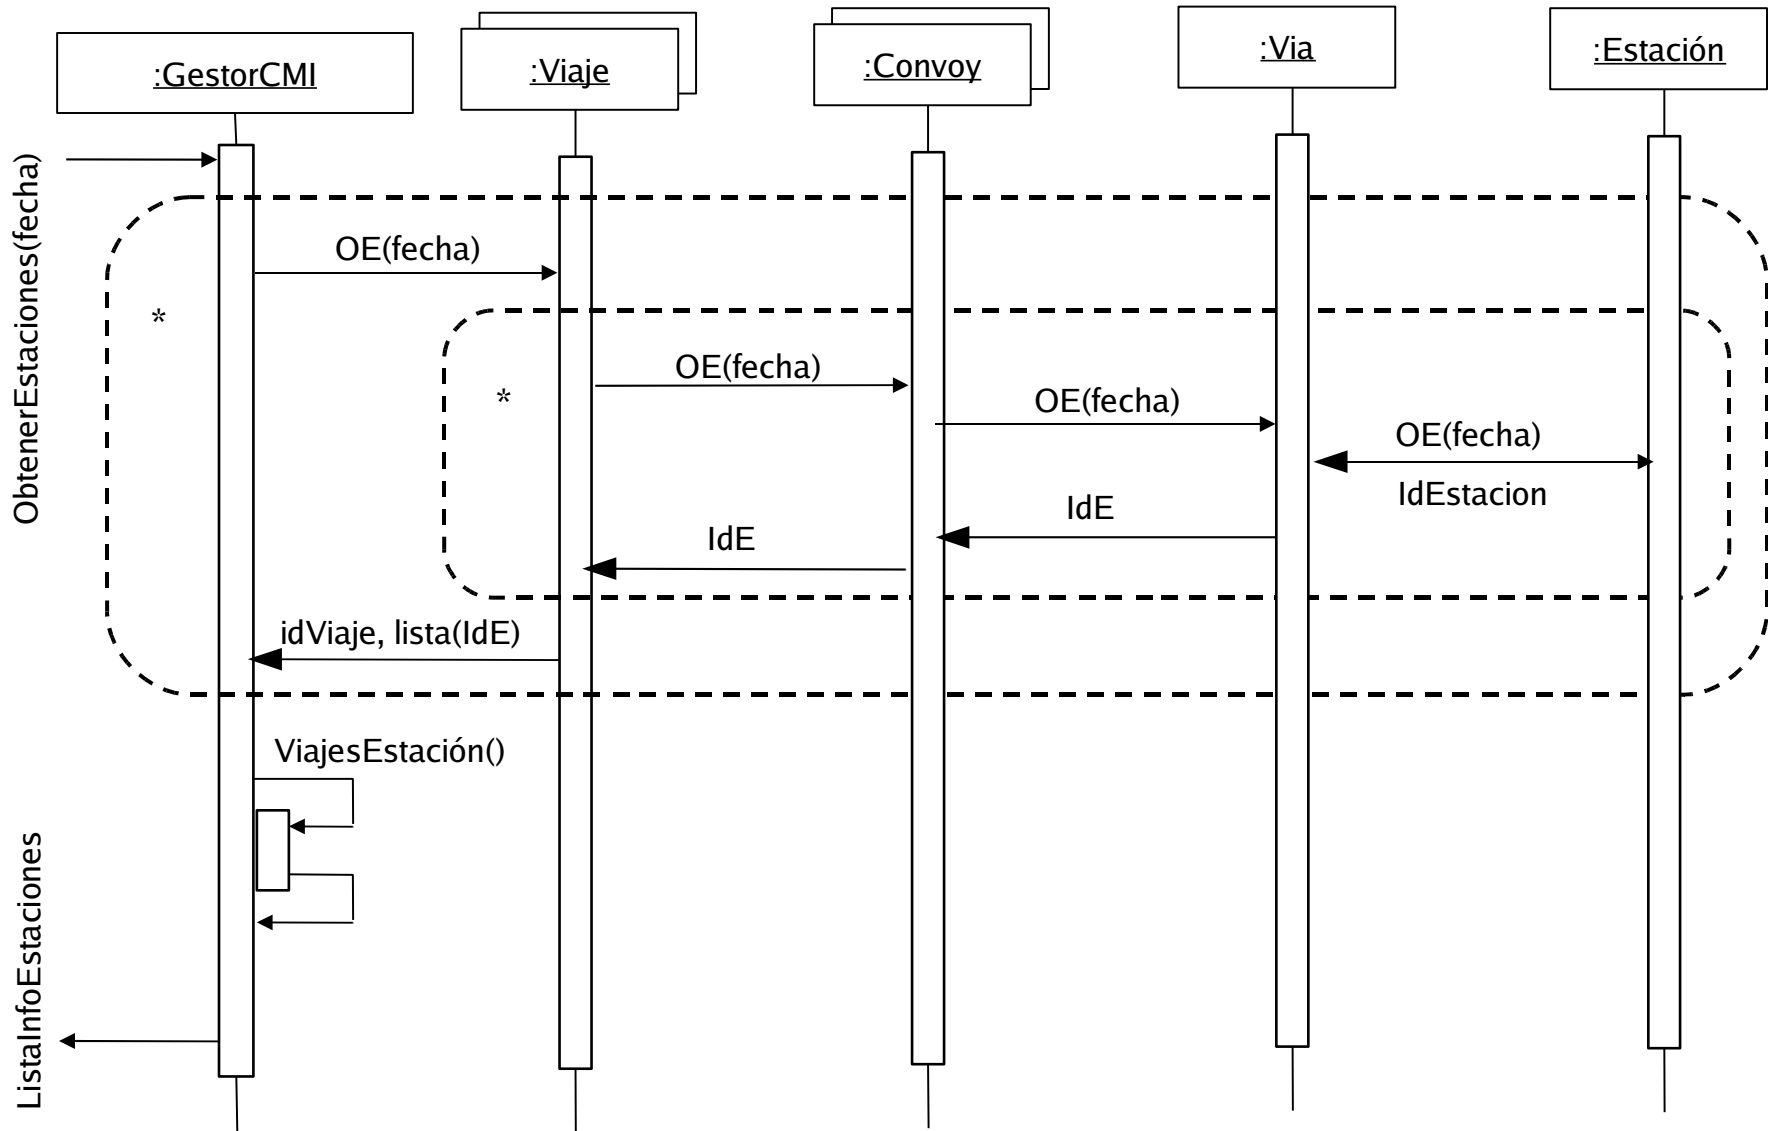 :GestorCMI
:Viaje
:Convoy
:Via
:Estación
ObtenerEstaciones(fecha)
OE(fecha)
*
OE(fecha)
*
OE(fecha)
OE(fecha)
IdEstacion
IdE
IdE
idViaje, lista(IdE)
ViajesEstación()
ListaInfoEstaciones